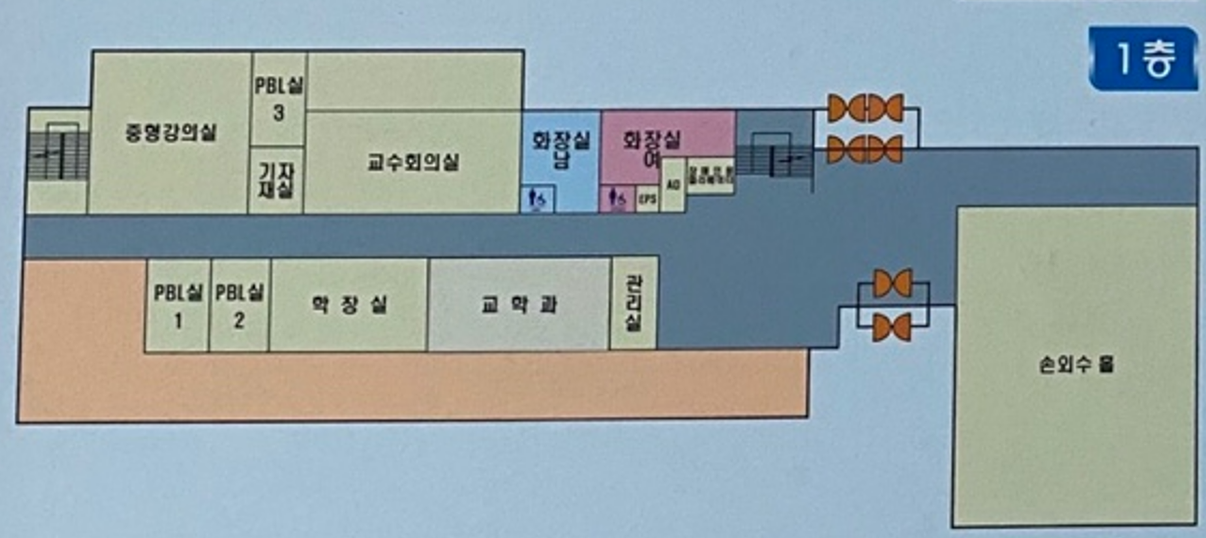 1층
PBL실
3
중형강의실
기자
재실
교수회의실
화장실
남
화장실
여
AD
EPS
PBL실
1
PBL실
2
학 장 실
교 학 과
관
리
실
손외수 홀